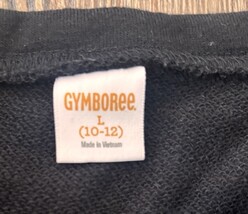 GYMBOREE
L
(10-12)
Made in Vietnam